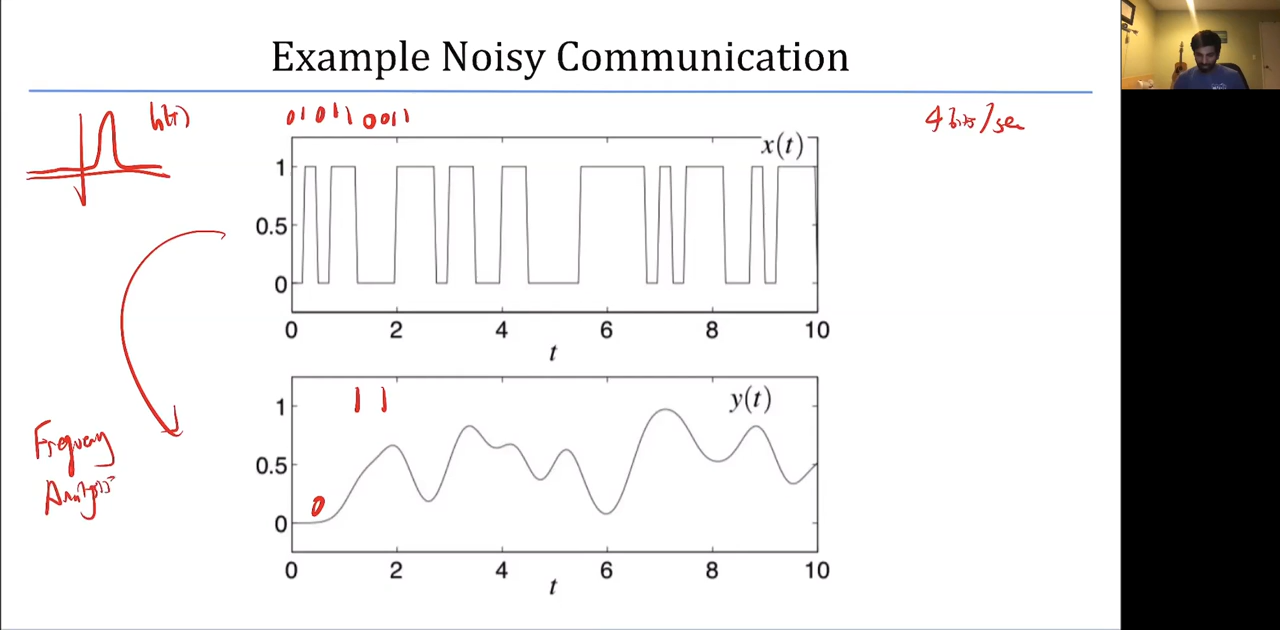 Example Noisy Communication
h(t)
01011 0011
4 bits/sec
x(t)
1
0.5
0
0 2 4 6 8 10
t
1 1
y(t)
1
0.5
0
0
0 2 4 6 8 10
t
Frequency
Analysis